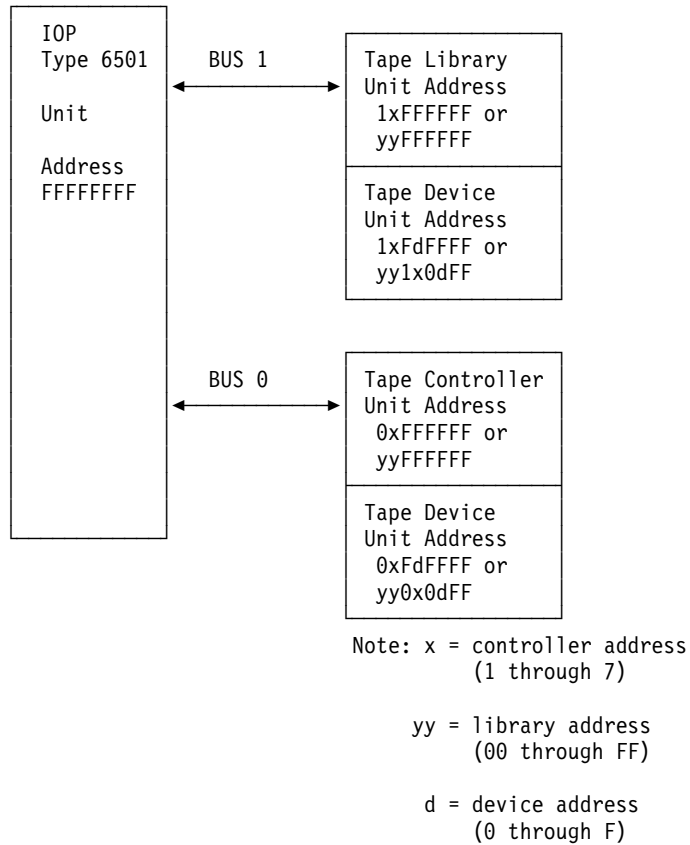 IOP
Type 6501
Unit
Address
FFFFFFFF
BUS 1
Tape Library
Unit Address
1xFFFFFF or
yyFFFFFF
Tape Device
Unit Address
1xFdFFFF or
yy1x0dFF
BUS 0
Tape Controller
Unit Address
0xFFFFFF or
yyFFFFFF
Tape Device
Unit Address
0xFdFFFF or
yy0x0dFF
Note: x = controller address
(1 through 7)
yy = library address
(00 through FF)
d = device address
(0 through F)